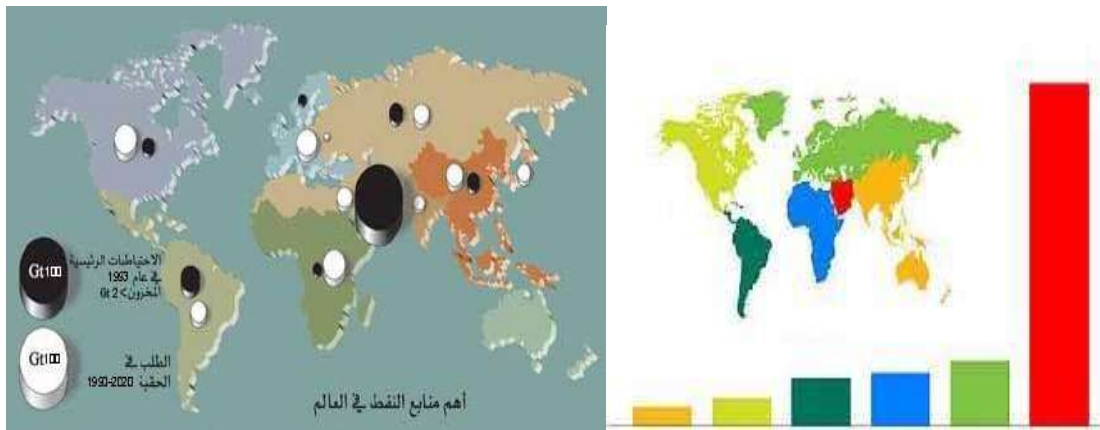 Gt100
الاحتياطيات الرئيسية
في عام 1993
المخزون > Gt 2
Gt100
الطلب في
الحقبة 1990-2020
أهم منابع النفط في العالم